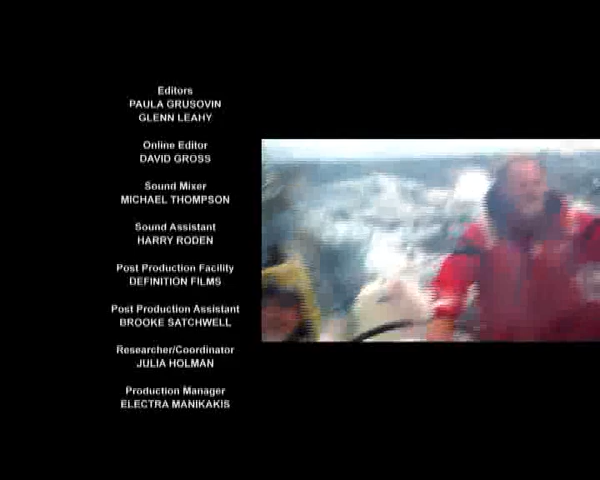 Editors
PAULA GRUSOVIN
GLENN LEAHY
Online Editor
DAVID GROSS
Sound Mixer
MICHAEL THOMPSON
Sound Assistant
HARRY RODEN
Post Production Facility
DEFINITION FILMS
Post Production Assistant
BROOKE SATCHWELL
Researcher/Coordinator
JULIA HOLMAN
Production Manager
ELECTRA MANIKAKIS